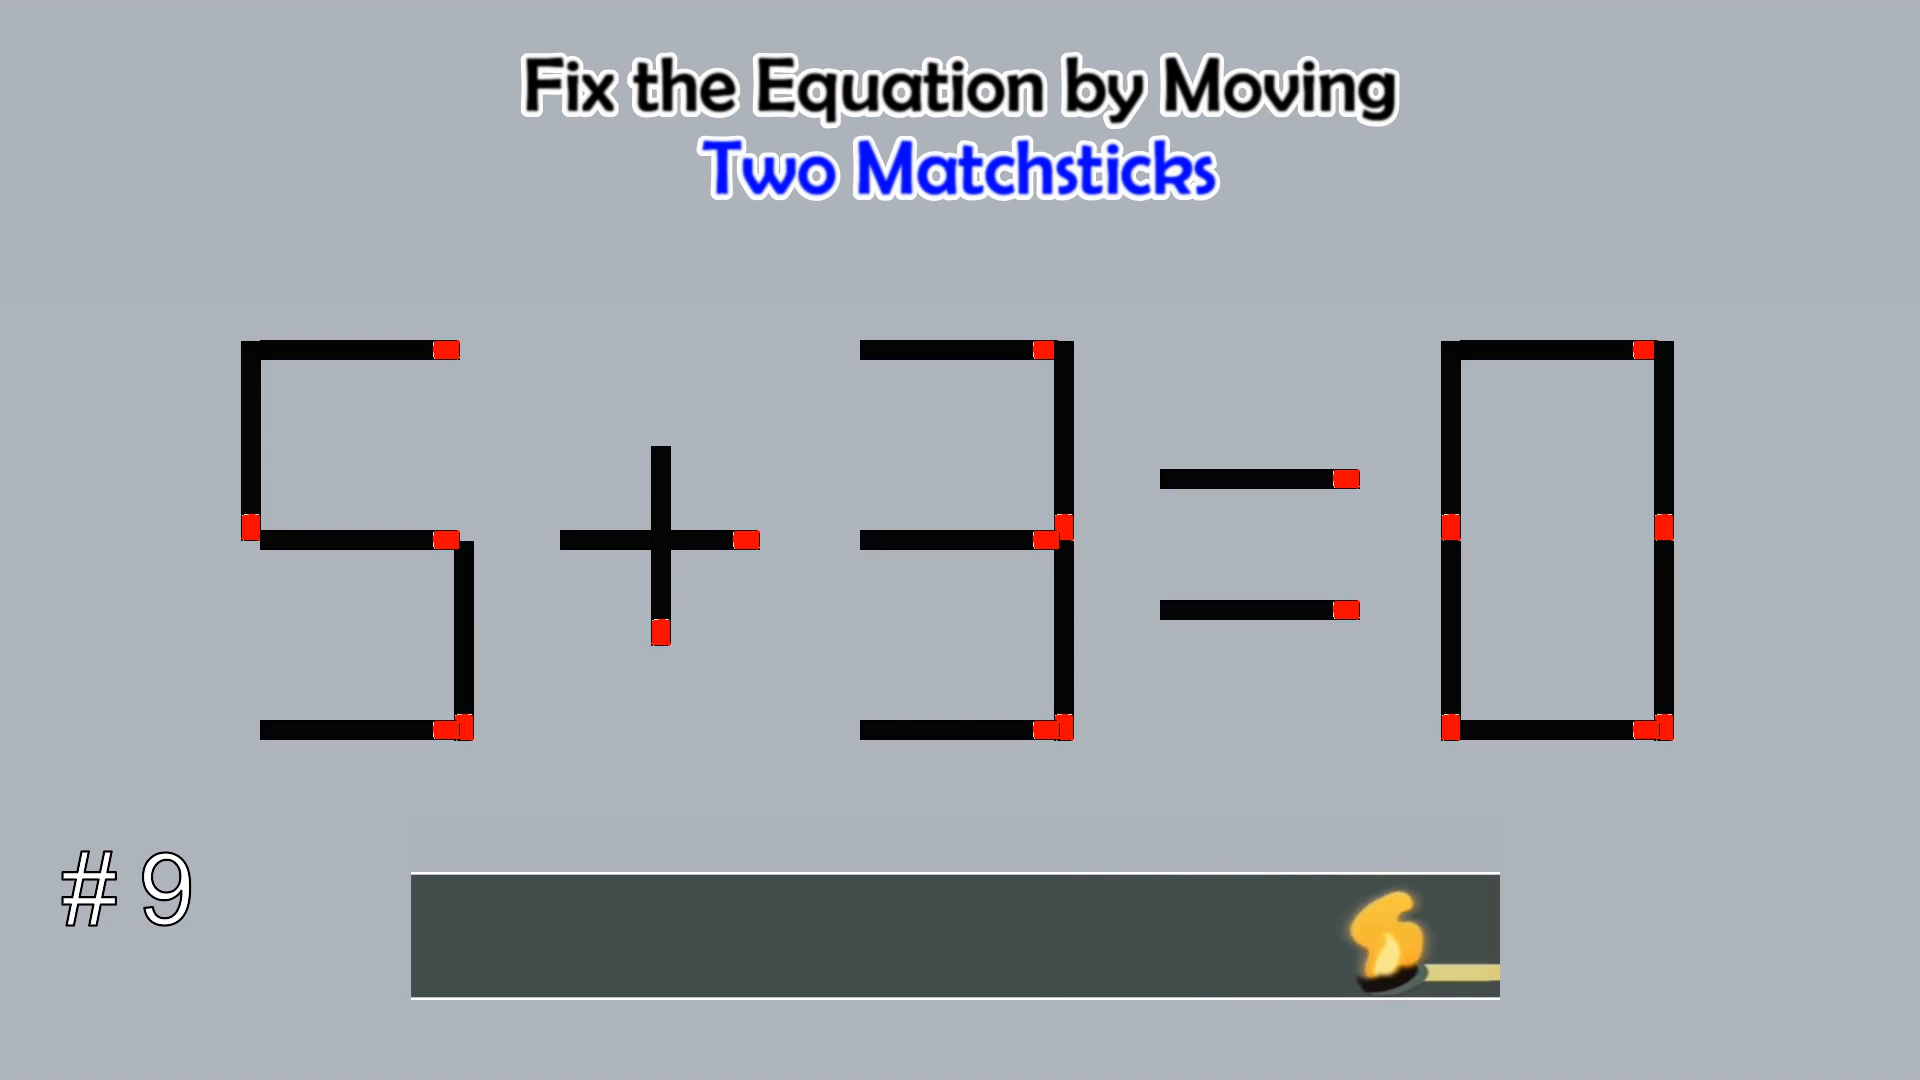 Fix the Equation by Moving
Two Matchsticks
5+3=0
#9